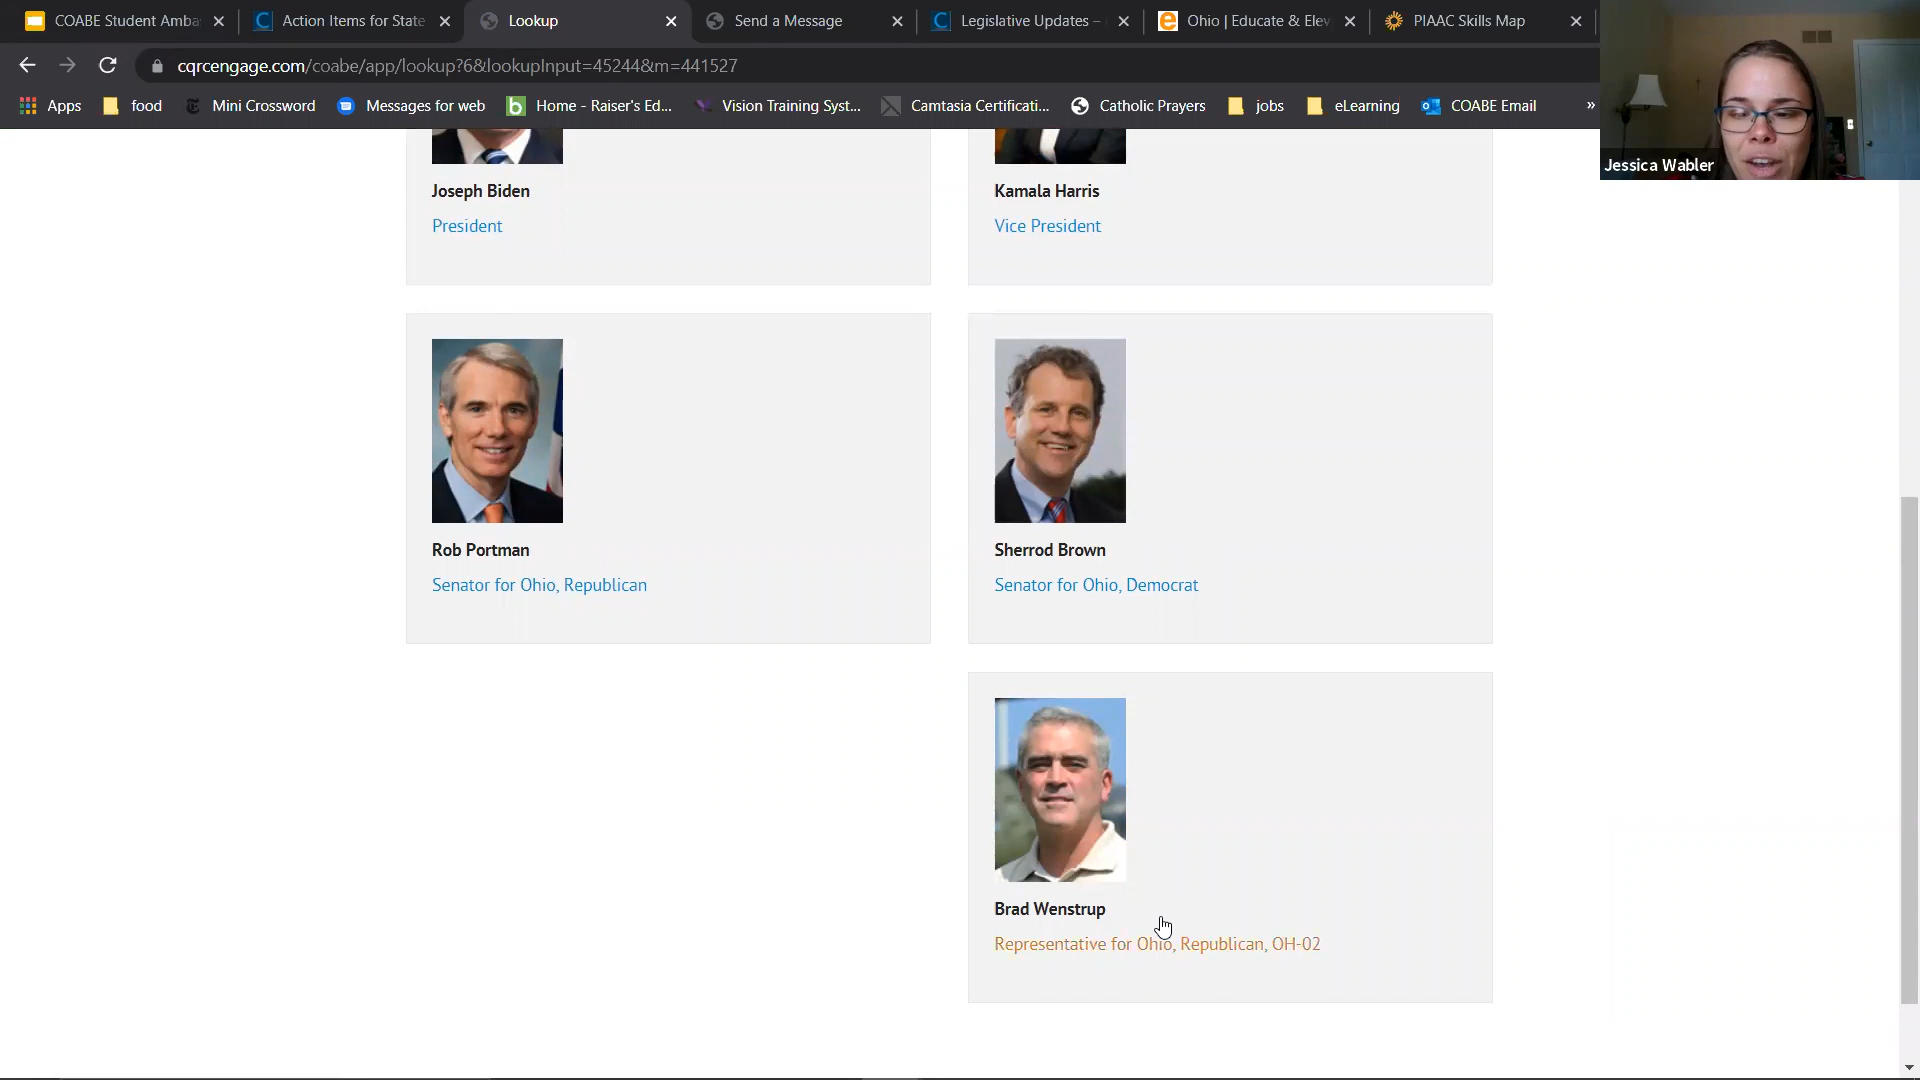 COABE Student Amba
Action Items for State
Lookup
Send a Message
Legislative Updates –
Ohio | Educate & Elev
PIAAC Skills Map
cqrcengage.com/coabe/app/lookup?6&lookupInput=45244&m=441527
Apps
food
Mini Crossword
Messages for web
Home - Raiser's Ed...
Vision Training Syst...
Camtasia Certificati...
Catholic Prayers
jobs
eLearning
COABE Email
»
Jessica Wabler
Joseph Biden
President
Kamala Harris
Vice President
Rob Portman
Senator for Ohio, Republican
Sherrod Brown
Senator for Ohio, Democrat
Brad Wenstrup
Representative for Ohio, Republican, OH-02